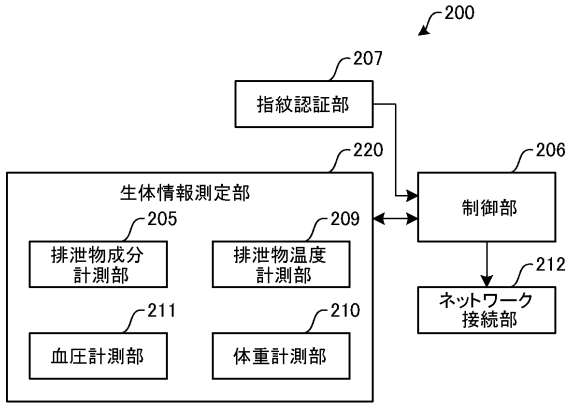 200
207
指紋認証部
220
生体情報測定部
206
制御部
205
排泄物成分
計測部
209
排泄物温度
計測部
212
ネットワーク
接続部
211
血圧計測部
210
体重計測部